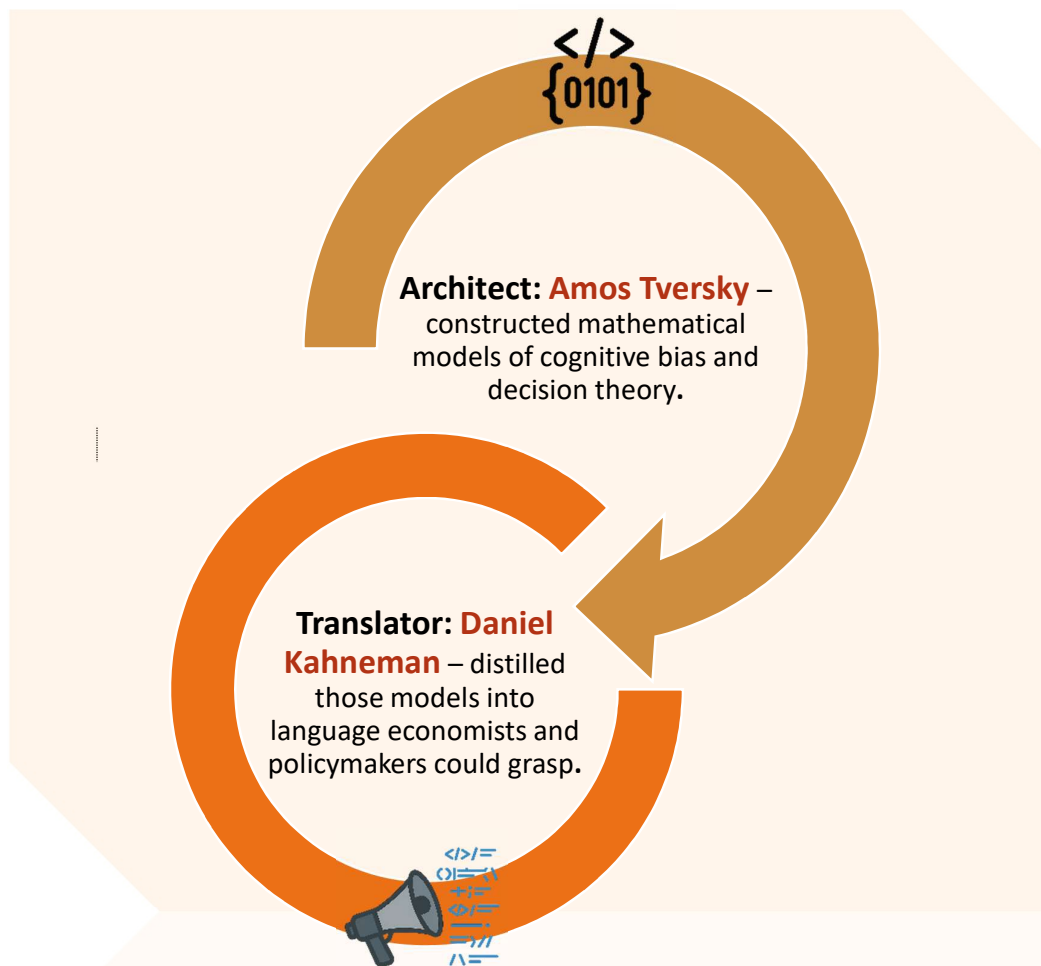 </>
{0101}
Architect: Amos Tversky –
constructed mathematical
models of cognitive bias and
decision theory.
Translator: Daniel
Kahneman – distilled
those models into
language economists and
policymakers could grasp.